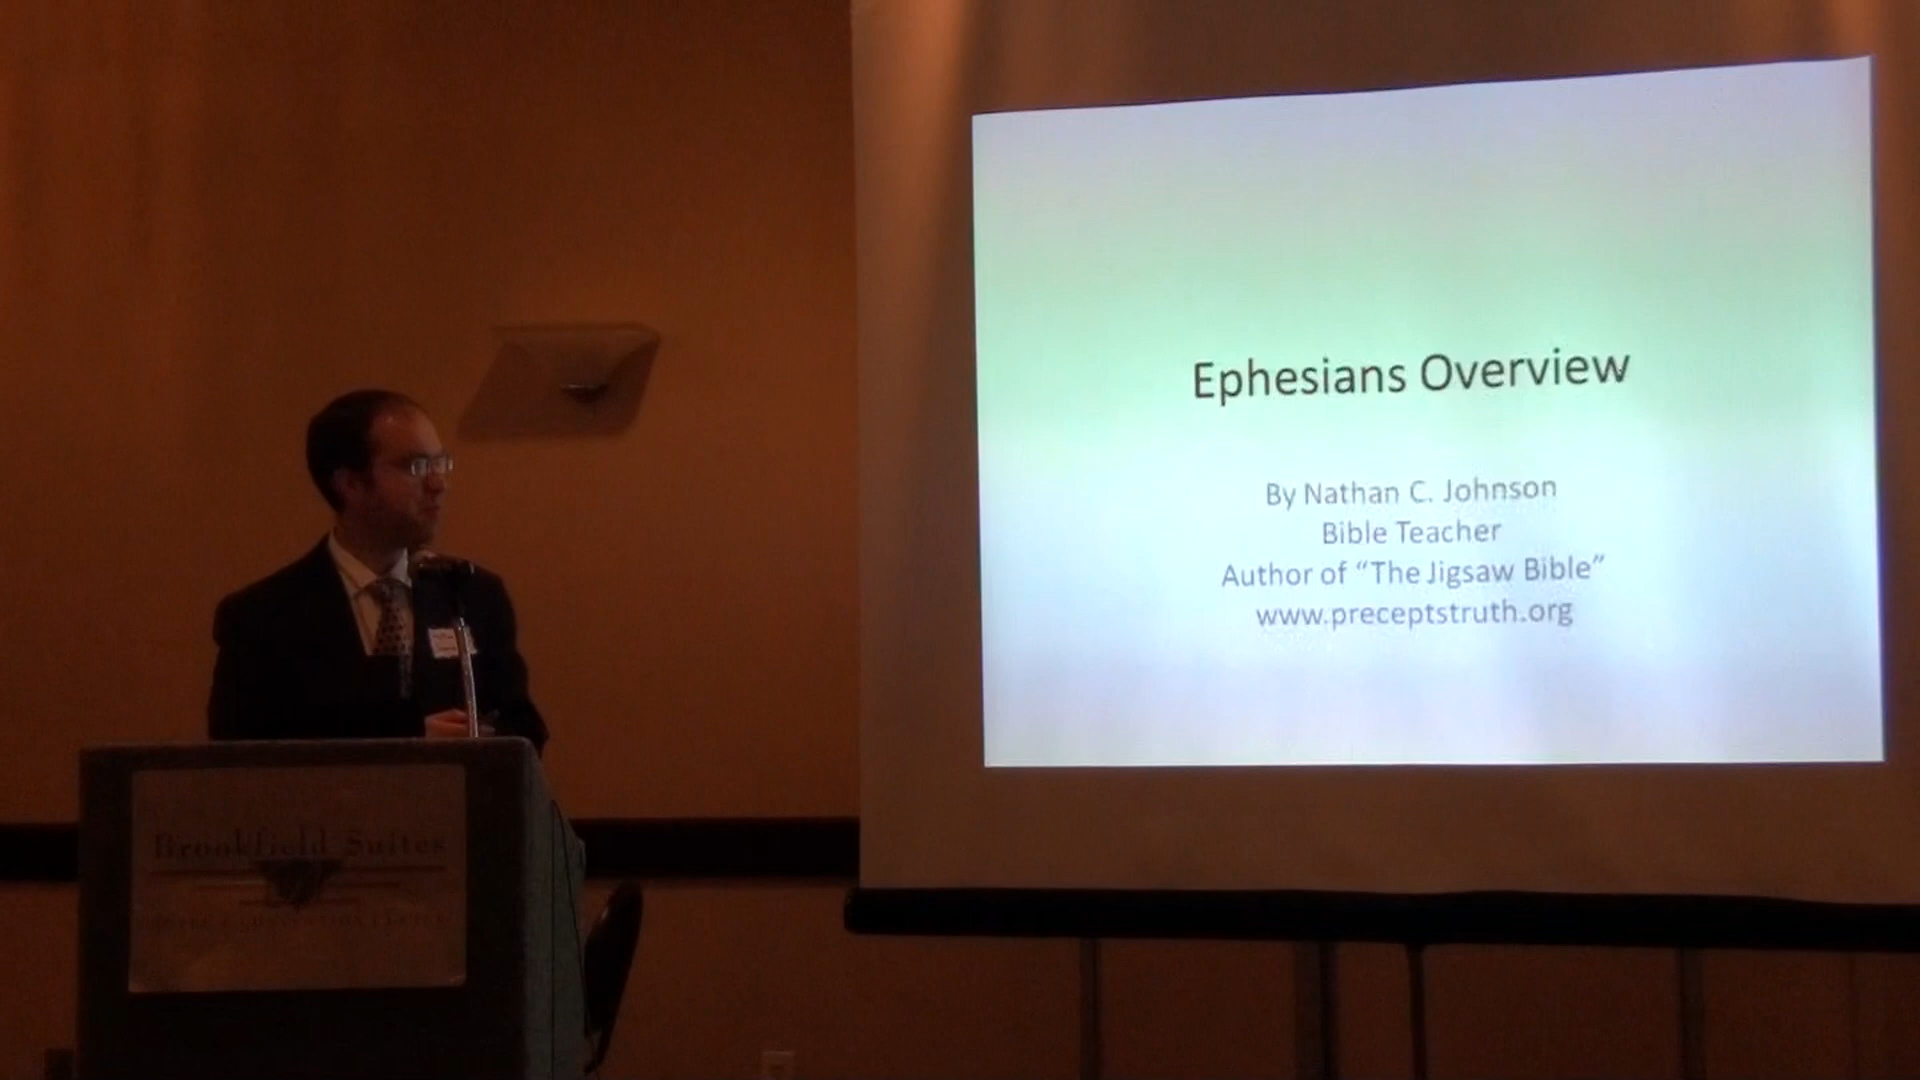 Ephesians Overview
By Nathan C. Johnson
Bible Teacher
Author of “The Jigsaw Bible”
www.preceptstruth.org
Brookfield Suites